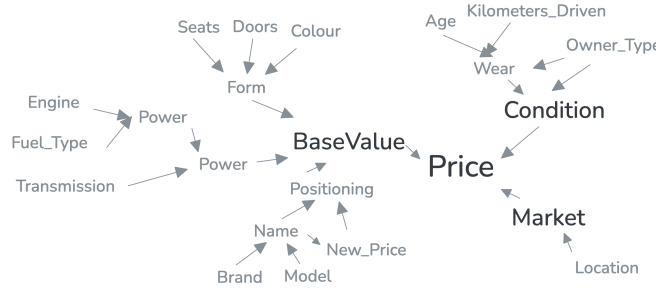 Seats
Doors
Colour
Form
Age
Kilometers_Driven
Owner_Type
Wear
Condition
Engine
Fuel_Type
Power
Transmission
Power
BaseValue
Price
Positioning
Name
New_Price
Brand
Model
Market
Location